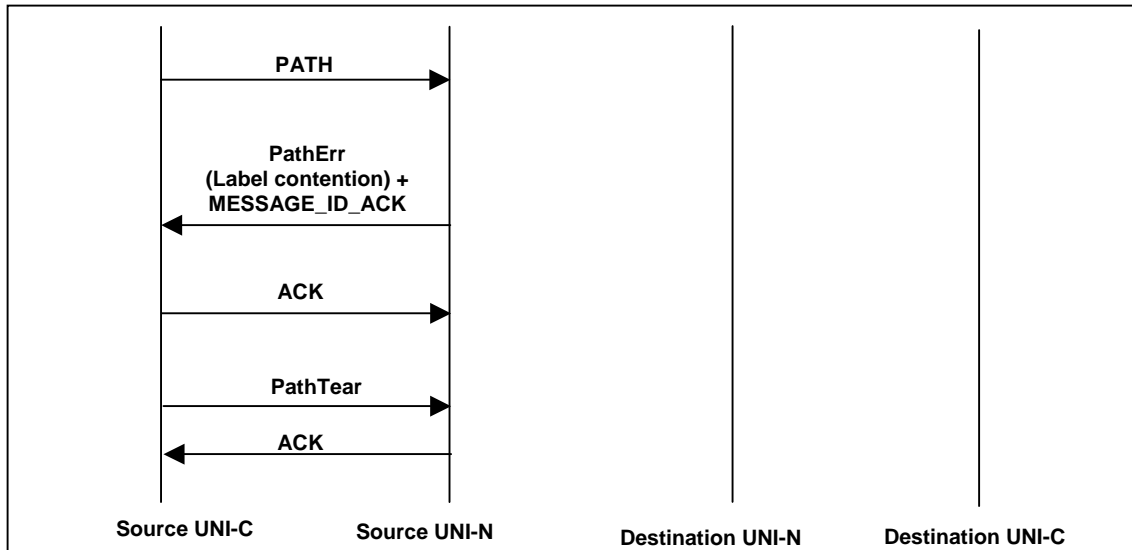 PATH
PathErr
(Label contention) +
MESSAGE_ID_ACK
ACK
PathTear
ACK
Source UNI-C
Source UNI-N
Destination UNI-N
Destination UNI-C